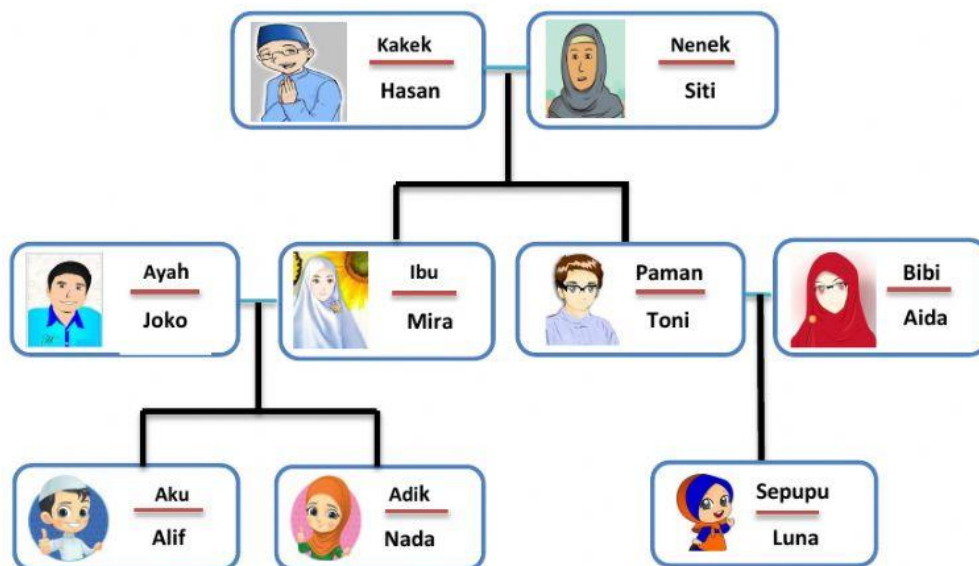 Kakek
Hasan
Nenek
Siti
Ayah
Joko
Ibu
Mira
Paman
Toni
Bibi
Aida
Aku
Alif
Adik
Nada
Sepupu
Luna